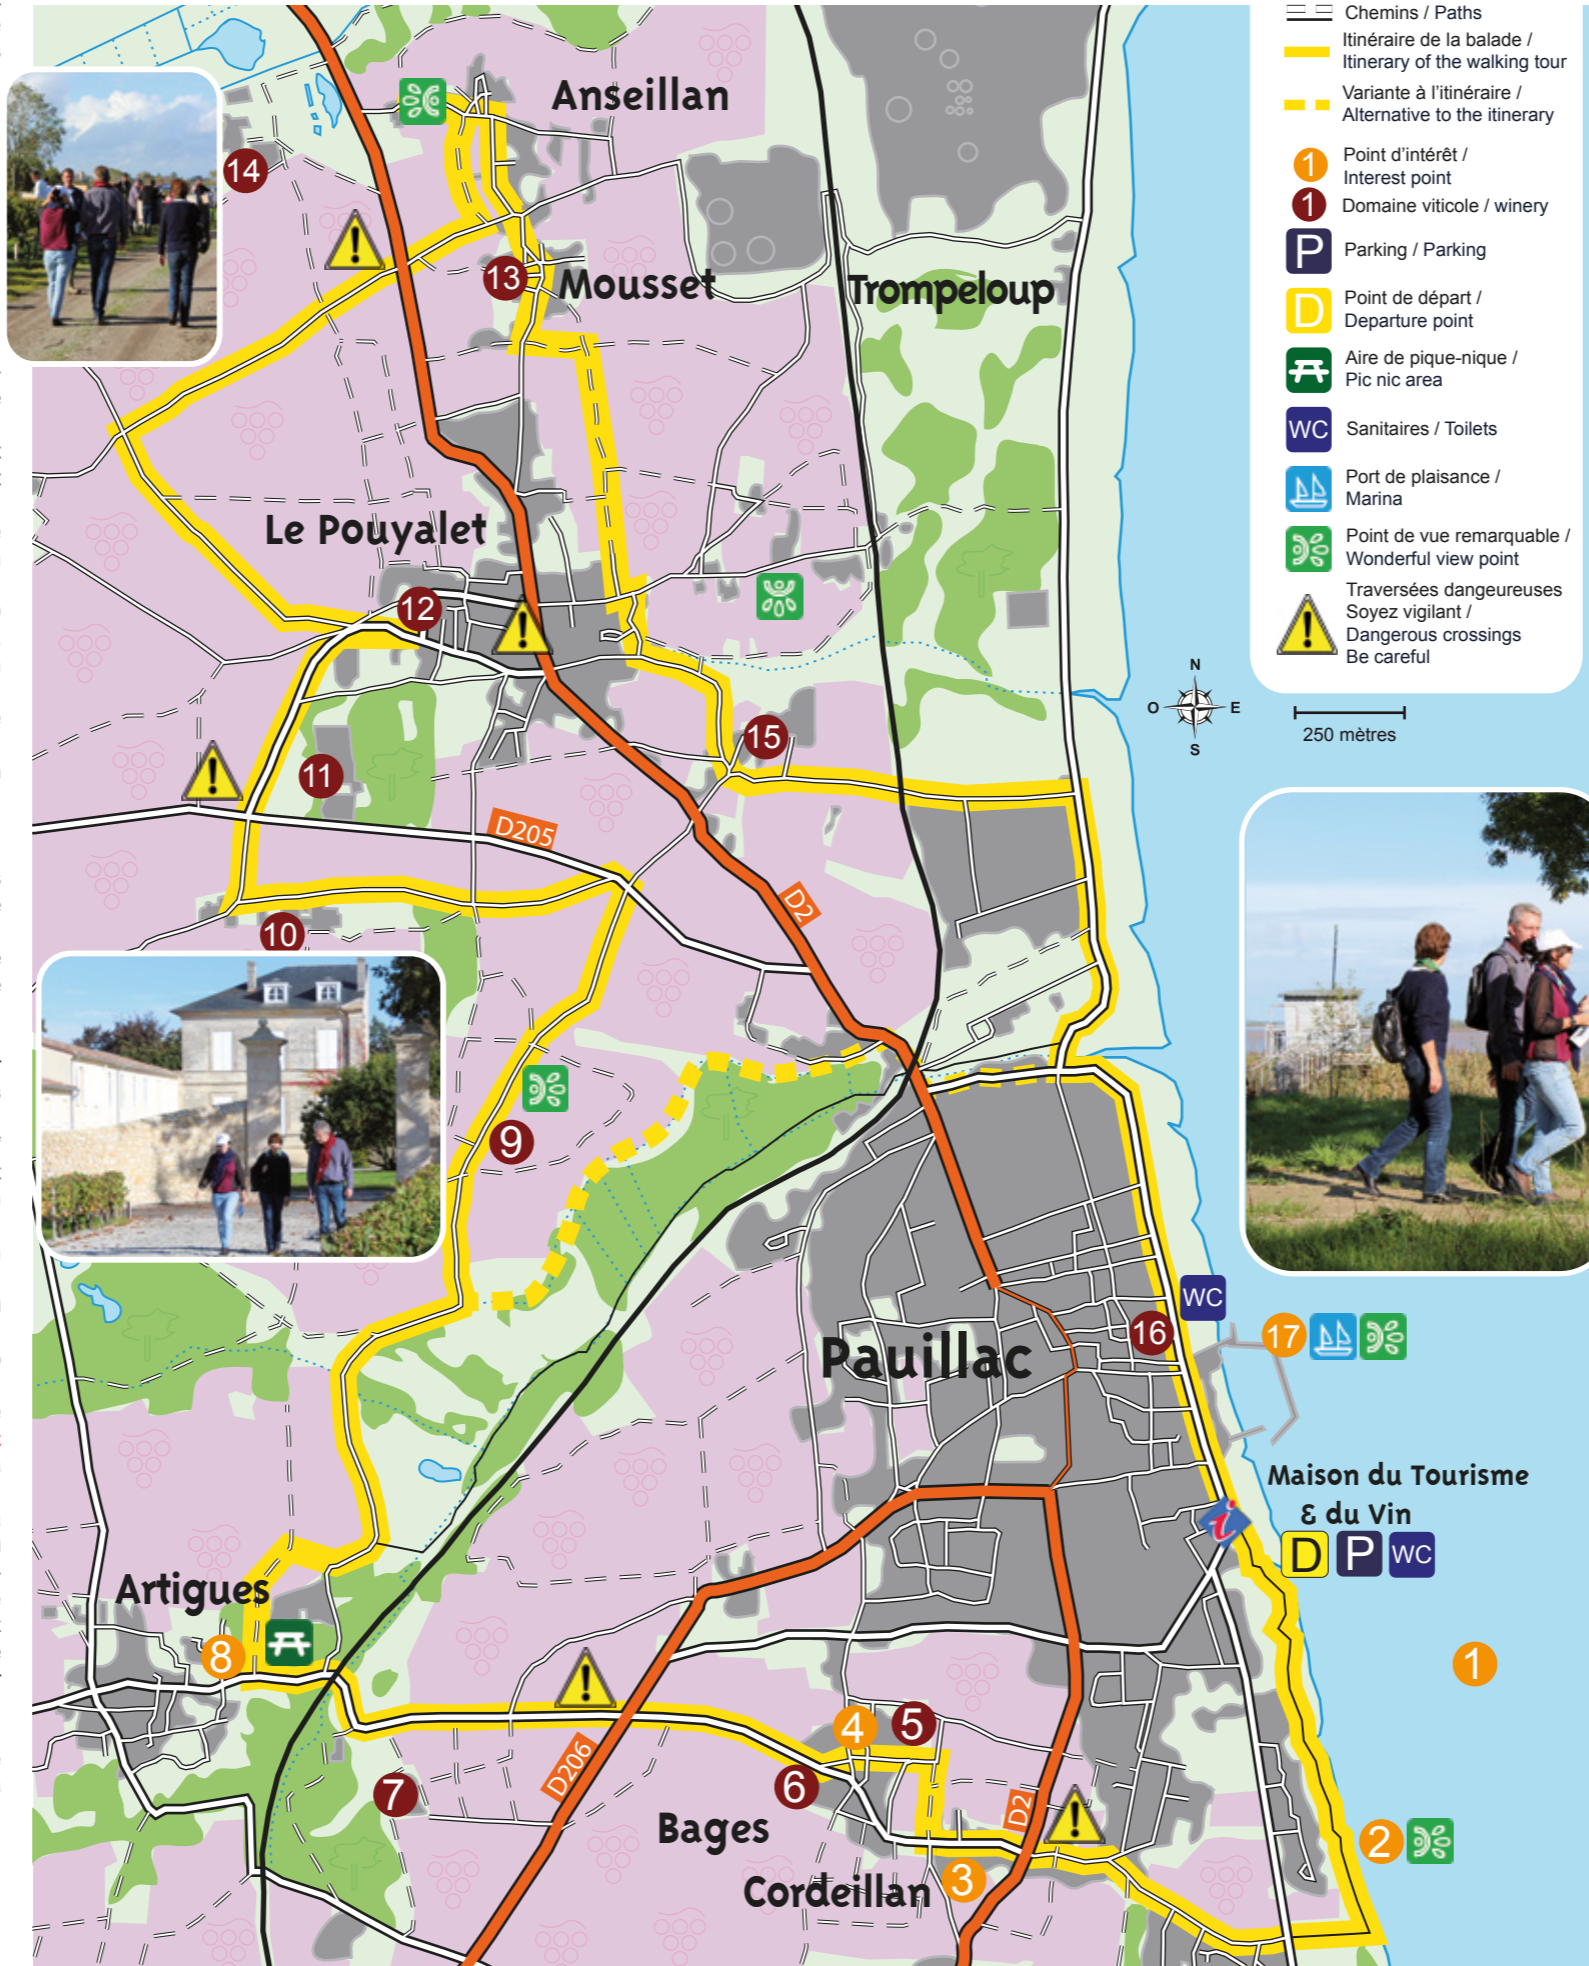 Chemins / Paths
Itinéraire de la balade /
Itinerary of the walking tour
Variante à l'itinéraire /
Alternative to the itinerary
1
Point d'intérêt /
Interest point
1
Domaine viticole / winery
P
Parking / Parking
D
Point de départ /
Departure point
Aire de pique-nique /
Pic nic area
WC
Sanitaires / Toilets
Port de plaisance /
Marina
Point de vue remarquable /
Wonderful view point
!
Traversées dangeureuses
Soyez vigilant /
Dangerous crossings
Be careful
N
O
E
S
250 mètres
Anseillan
14
!
13
Mousset
Trompeloup
Le Pouyalet
12
!
15
11
!
D205
D2
10
9
Pauillac
16
WC
17
Maison du Tourisme
& du Vin
i
D
P
WC
Artigues
8
1
!
4
5
6
7
D206
D2
!
Bages
2
Cordeillan
3